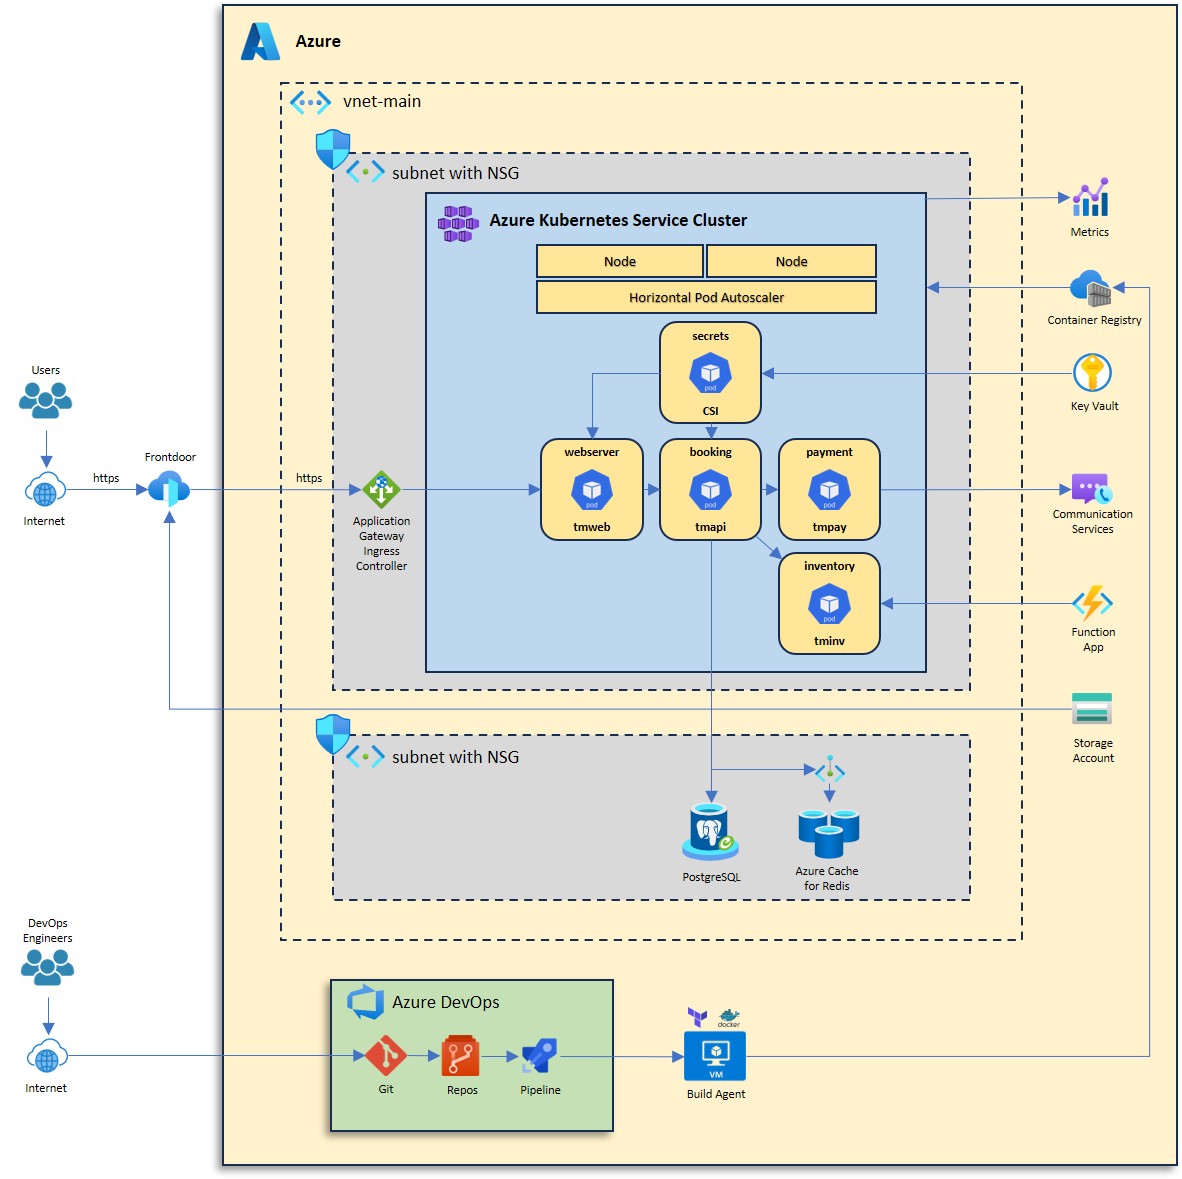 Azure
vnet-main
subnet with NSG
Azure Kubernetes Service Cluster
Node
Node
Horizontal Pod Autoscaler
secrets
pod
CSI
webserver
pod
tmweb
booking
pod
tmapi
payment
pod
tmpay
inventory
pod
tminv
Metrics
Container Registry
Key Vault
Communication
Services
Function
App
Storage
Account
Users
Internet
https
Frontdoor
https
Application
Gateway
Ingress
Controller
subnet with NSG
PostgreSQL
Azure Cache
for Redis
DevOps
Engineers
Internet
Azure DevOps
Git
Repos
Pipeline
docker
VM
Build Agent